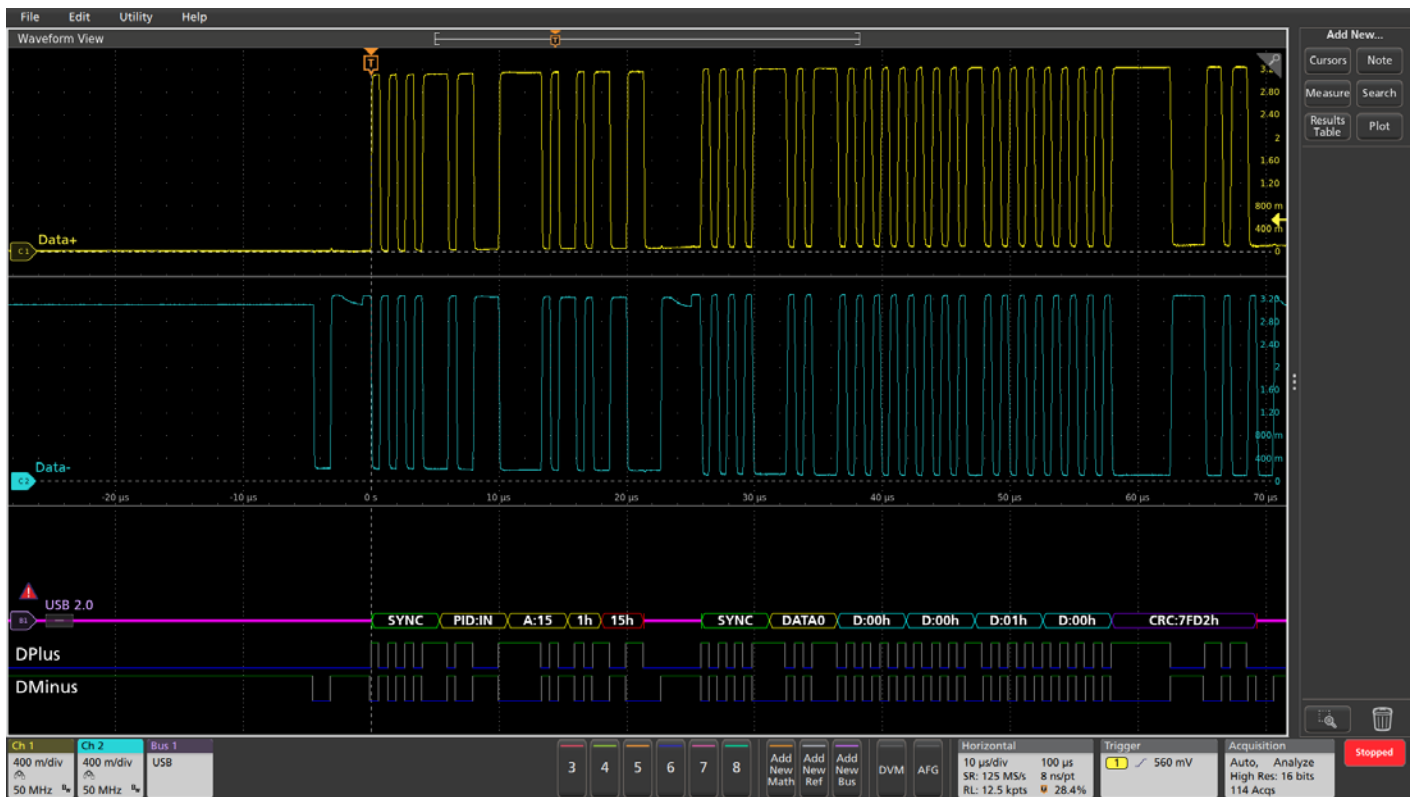 File Edit Utility Help
Waveform View
Add New...
Cursors Note
Measure Search
Results Table Plot
T
T
2.80
2.40
2
1.60
1.20
800 m
400 m
0
C1
Data+
3.20
2.80
2.40
2
1.60
1.20
800 m
400 m
0
C2
Data-
-20 µs -10 µs 0 s 10 µs 20 µs 30 µs 40 µs 50 µs 60 µs 70 µs
USB 2.0
B1
SYNC PID:IN A:15 1h 15h SYNC DATA0 D:00h D:00h D:01h D:00h CRC:7FD2h
DPlus
DMinus
Ch 1
400 m/div
50 MHz
Ch 2
400 m/div
50 MHz
Bus 1
USB
3 4 5 6 7 8
Add New Math
Add New Ref
Add New Bus
DVM
AFG
Horizontal
10 µs/div 100 µs
SR: 125 MS/s 8 ns/pt
RL: 12.5 kpts 28.4%
Trigger
1 560 mV
Acquisition
Auto, Analyze
High Res: 16 bits
114 Acqs
Stopped